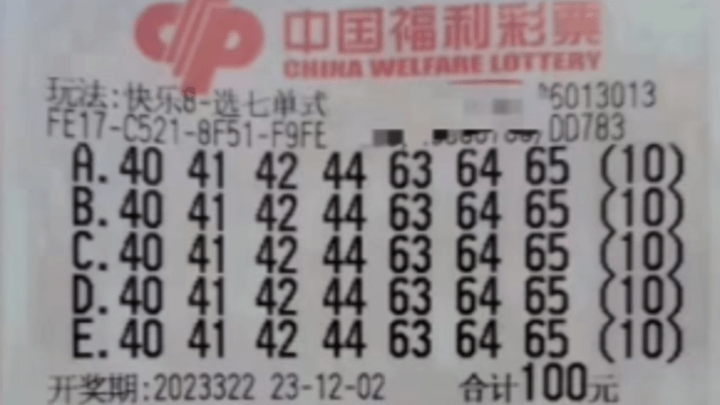 中国福利彩票
CHINA WELFARE LOTTERY
玩法:快乐8-选七单式 6013013
FE17-C521-8F51-F9FE DD783
A.40 41 42 44 63 64 65 (10)
B.40 41 42 44 63 64 65 (10)
C.40 41 42 44 63 64 65 (10)
D.40 41 42 44 63 64 65 (10)
E.40 41 42 44 63 64 65 (10)
开奖期:2023322 23-12-02 合计100元